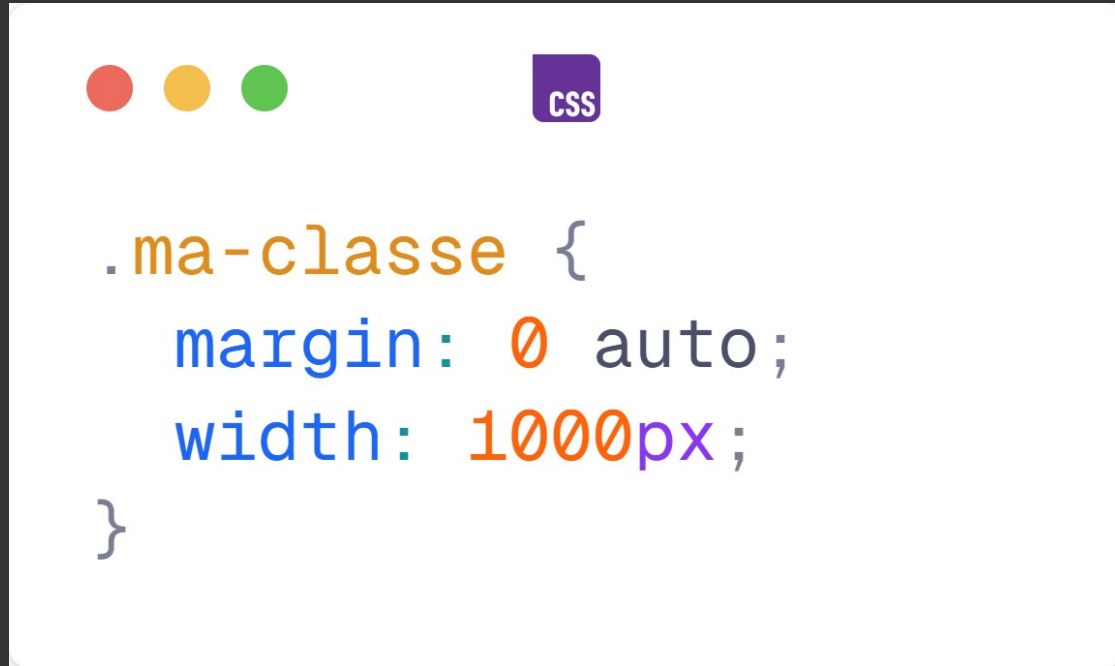 CSS
.ma-classe {
  margin: 0 auto;
  width: 1000px;
}